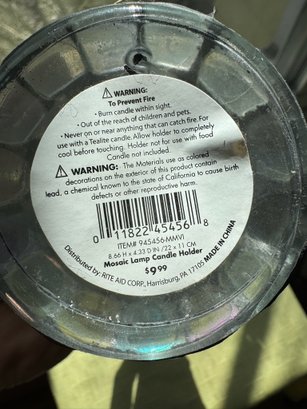 ⚠ WARNING:
To Prevent Fire
• Burn candle within sight.
• Out of the reach of children and pets.
• Never on or near anything that can catch fire. For
use with a Tealite candle. Allow holder to completely
cool before touching. Holder not for use with food
Candle not included.
⚠ WARNING: The Materials use as colored
decorations on the exterior of this product contain
lead, a chemical known to the state of California to cause birth
defects or other reproductive harm.
0 11822 45456 8
ITEM# 945456-MMVI
8.66 H x 4.33 D IN /22 x 11 CM
Mosaic Lamp Candle Holder
$9.99
Distributed by: RITE AID CORP., Harrisburg, PA 17105 MADE IN CHINA